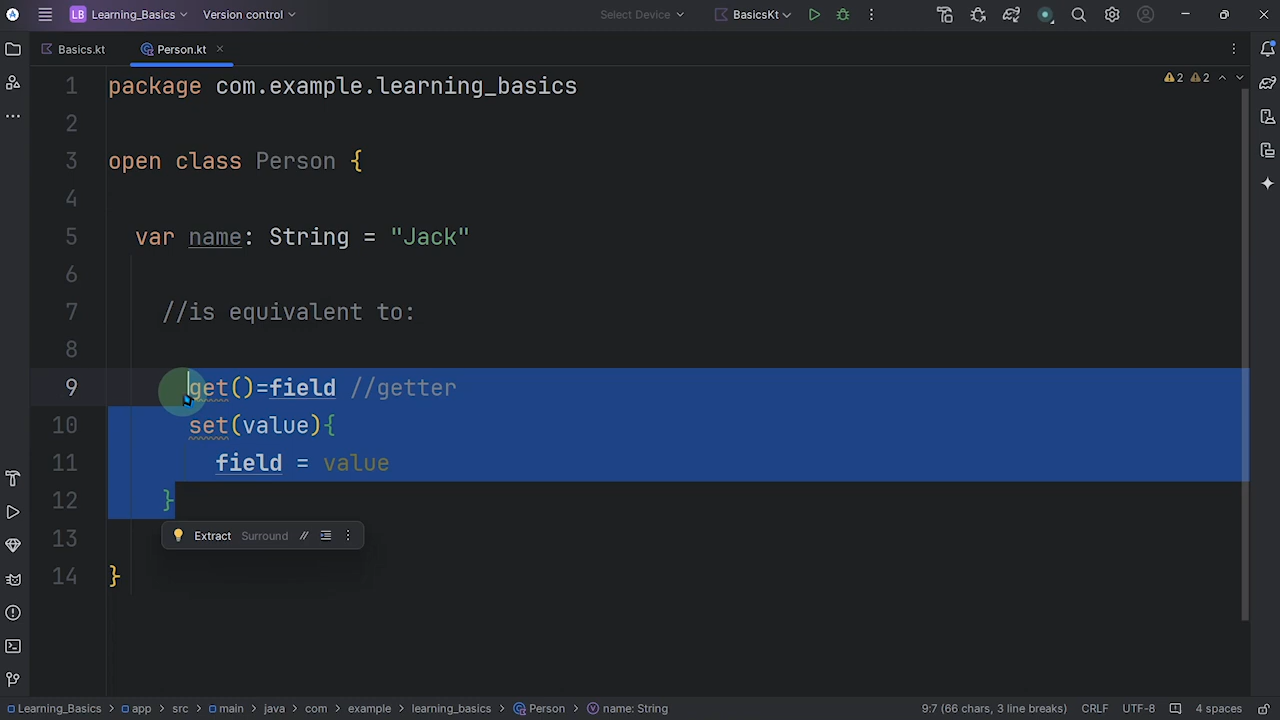 LB Learning_Basics Version control Select Device BasicsKt
Basics.kt Person.kt
2 2
1 package com.example.learning_basics
2
3 open class Person {
4
5 var name: String = "Jack"
6
7 //is equivalent to:
8
9 get()=field //getter
10 set(value){
11 field = value
12 }
Extract Surround //
13
14 }
Learning_Basics > app > src > main > java > com > example > learning_basics > Person > name: String 9:7 (66 chars, 3 line breaks) CRLF UTF-8 4 spaces